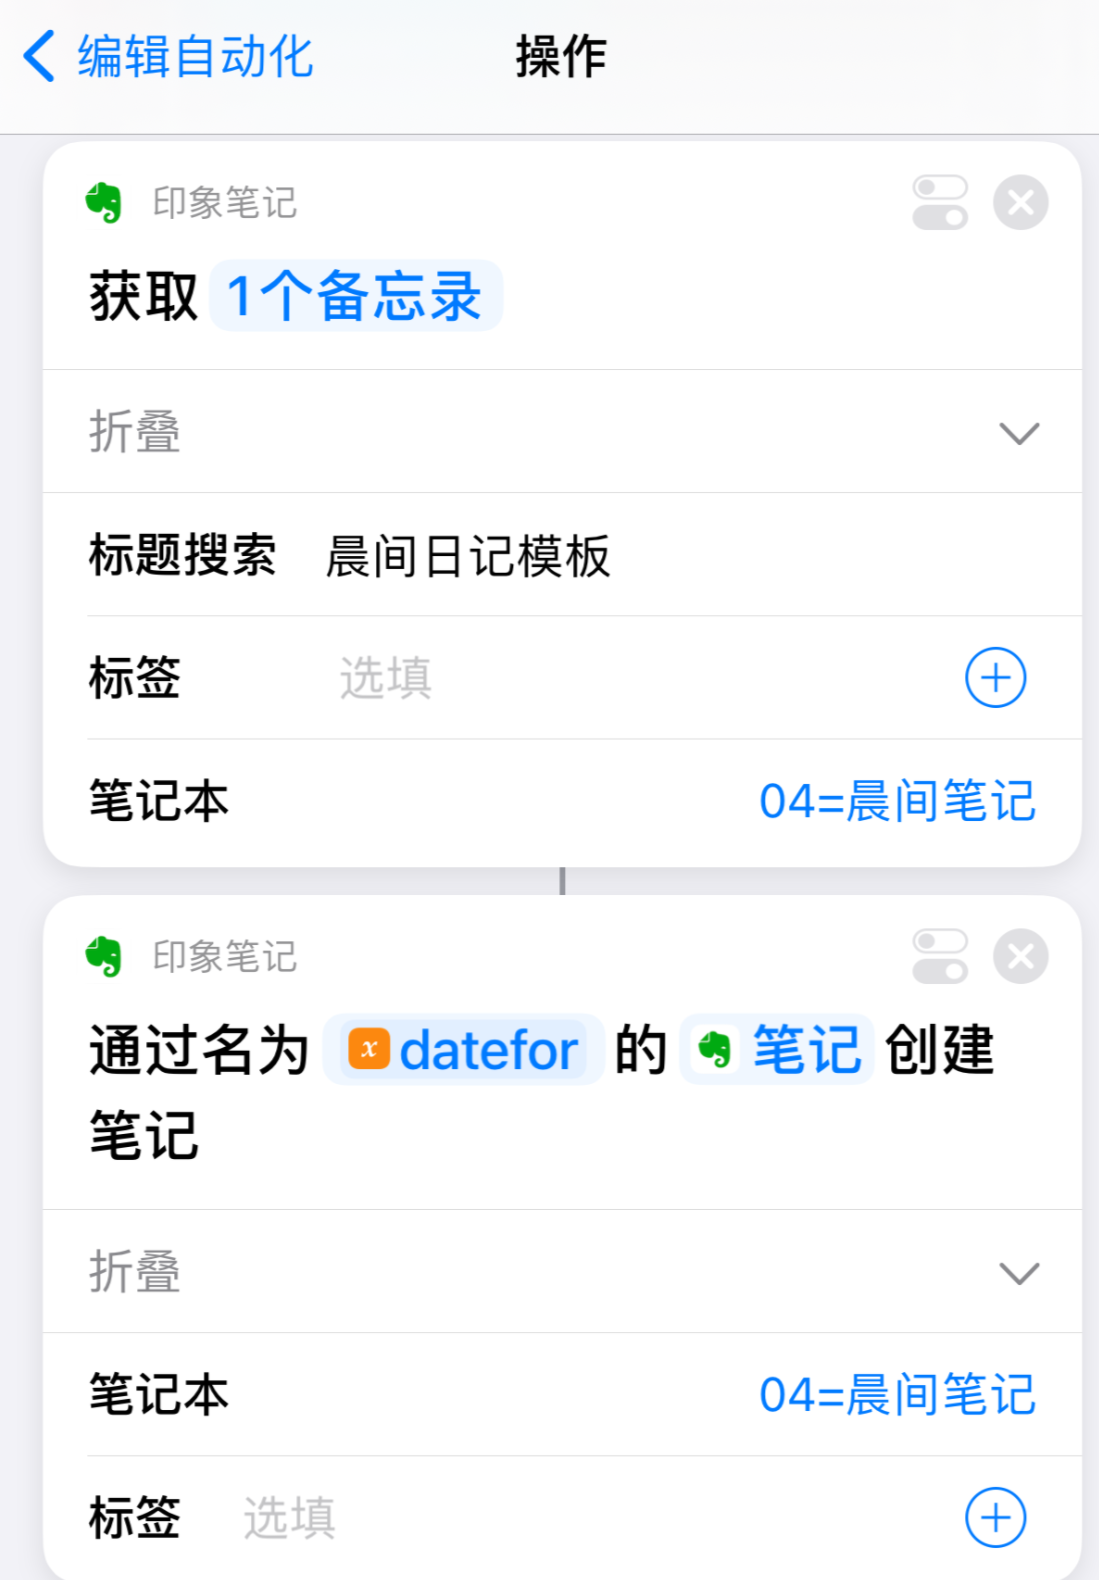 编辑自动化 操作
印象笔记
获取 1个备忘录
折叠
标题搜索 晨间日记模板
标签 选填
笔记本 04=晨间笔记
印象笔记
通过名为 x datefor 的 笔记 创建
笔记
折叠
笔记本 04=晨间笔记
标签 选填